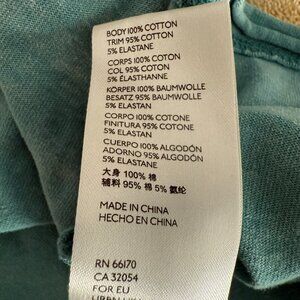 BODY 100% COTTON
TRIM 95% COTTON
5% ELASTANE
CORPS 100% COTON
COL 95% COTON
5% ÉLASTHANNE
KÖRPER 100% BAUMWOLLE
BESATZ 95% BAUMWOLLE
5% ELASTAN
CORPO 100% COTONE
FINITURA 95% COTONE
5% ELASTANE
CUERPO 100% ALGODÓN
ADORNO 95% ALGODÓN
5% ELASTANE
大身 100% 棉
辅料 95% 棉 5% 氨纶
MADE IN CHINA
HECHO EN CHINA
RN 66170
CA 32054
FOR EU